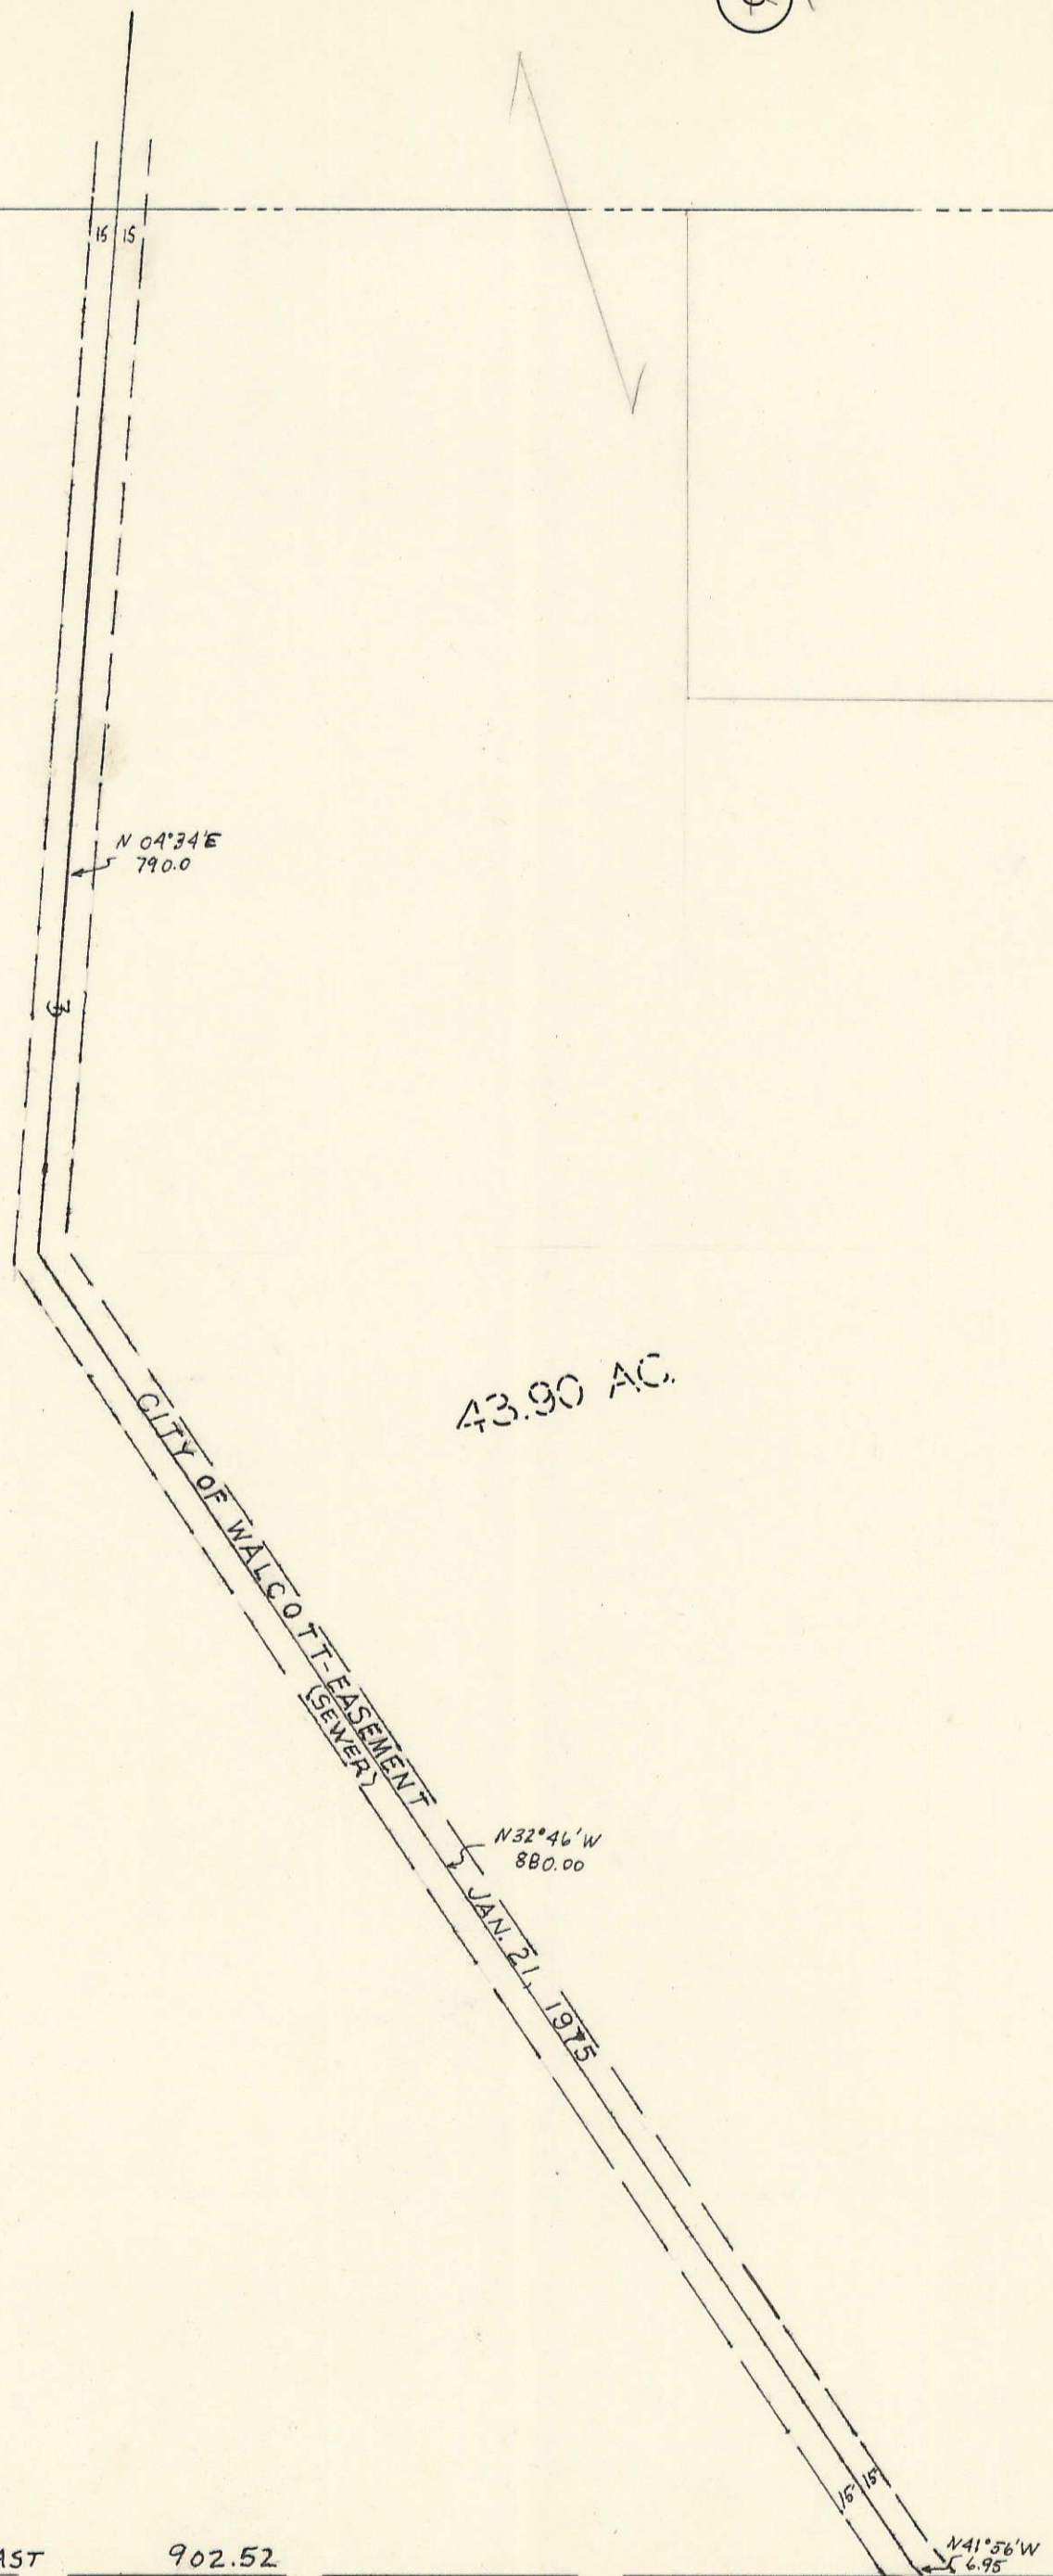 15 15
N 04°34'E
790.0
3
43.90 AC.
CITY OF WALCOTT-EASEMENT
(SEWER)
N32°46'W
880.00
JAN. 21, 1975
15 15
N41°56'W
6.95
902.52